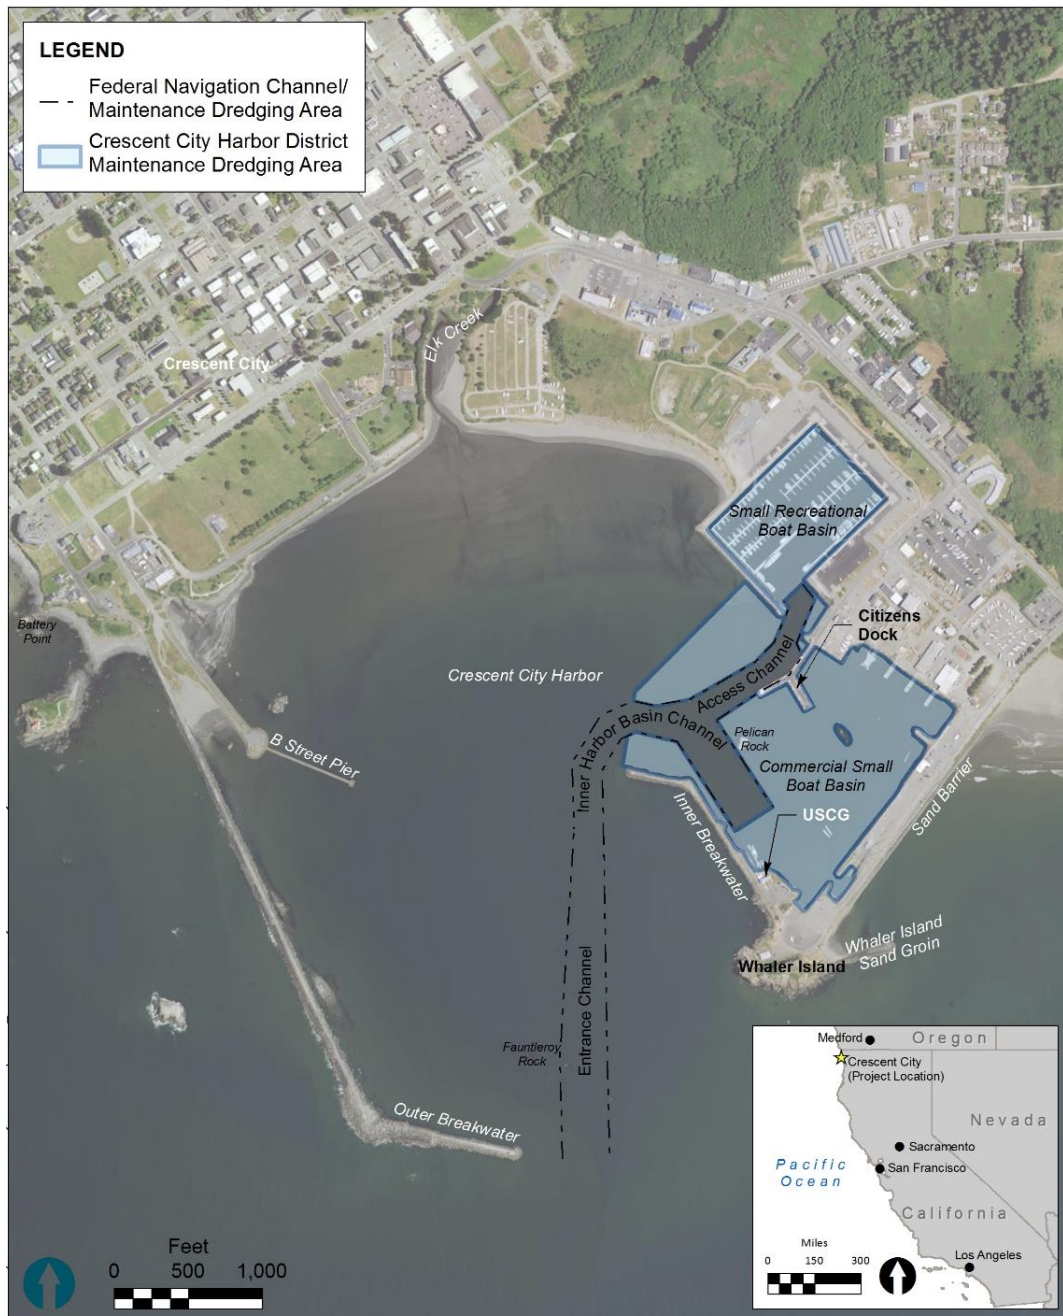 LEGEND
Federal Navigation Channel/
Maintenance Dredging Area
Crescent City Harbor District
Maintenance Dredging Area
Elk Creek
Crescent City
Small Recreational
Boat Basin
Battery
Point
Citizens
Dock
Crescent City Harbor
Access Channel
Inner Harbor Basin Channel
Pelican
Rock
B Street Pier
Commercial Small
Boat Basin
USCG
Sand Barrier
Inner Breakwater
Whaler Island
Sand Groin
Whaler Island
Entrance Channel
Fauntleroy
Rock
Outer Breakwater
Feet
0 500 1,000
Medford
Oregon
Crescent City
(Project Location)
Nevada
Sacramento
Pacific
Ocean
San Francisco
California
Miles
0 150 300
Los Angeles